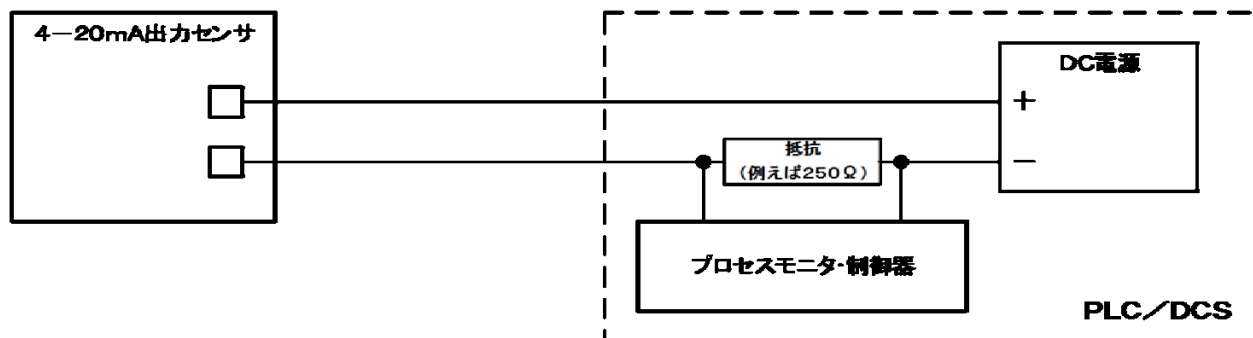 4－20mA出力センサ
DC電源
＋
－
抵抗
(例えば250Ω)
プロセスモニタ・制御器
PLC／DCS